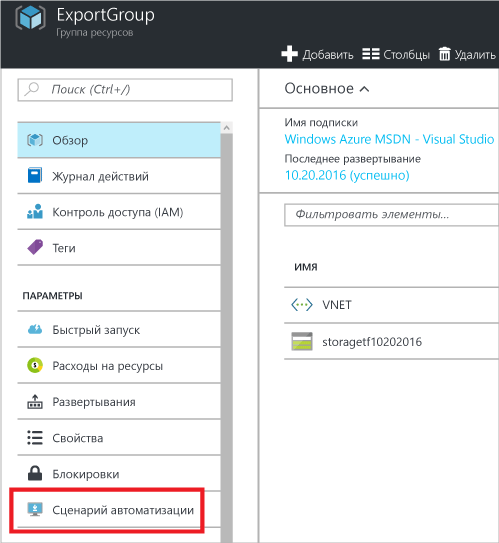 ExportGroup
Группа ресурсов
Добавить Столбцы Удалить
Поиск (Ctrl+/)
Обзор
Журнал действий
Контроль доступа (IAM)
Теги
ПАРАМЕТРЫ
Быстрый запуск
Расходы на ресурсы
Развертывания
Свойства
Блокировки
Сценарий автоматизации
Основное
Имя подписки
Windows Azure MSDN - Visual Studio
Последнее развертывание
10.20.2016 (успешно)
Фильтровать элементы...
ИМЯ
VNET
storagetf10202016